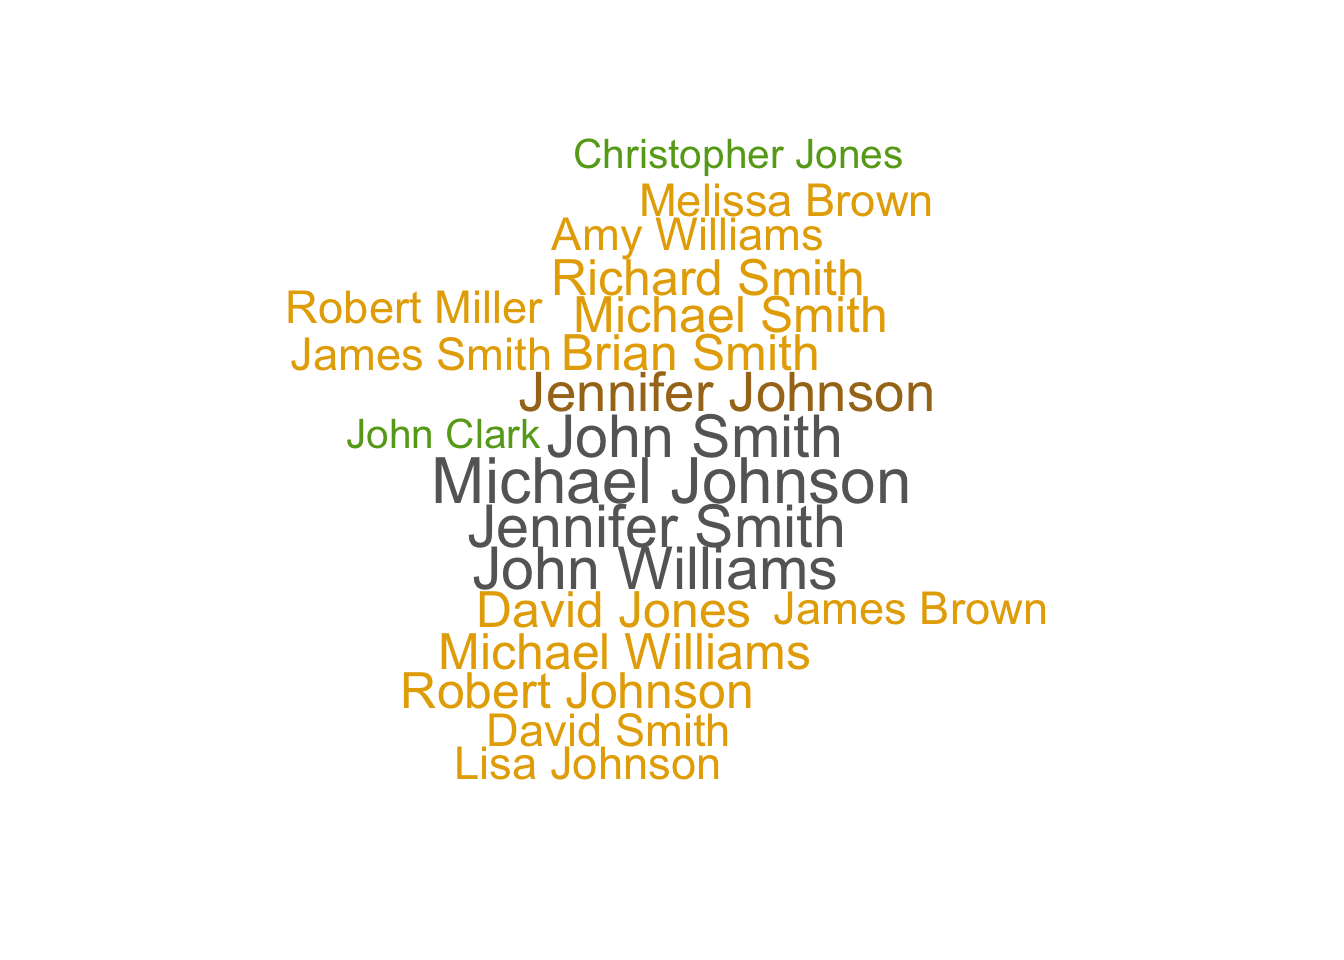 Christopher Jones
Melissa Brown
Amy Williams
Richard Smith
Robert Miller
Michael Smith
James Smith
Brian Smith
Jennifer Johnson
John Clark
John Smith
Michael Johnson
Jennifer Smith
John Williams
David Jones
James Brown
Michael Williams
Robert Johnson
David Smith
Lisa Johnson